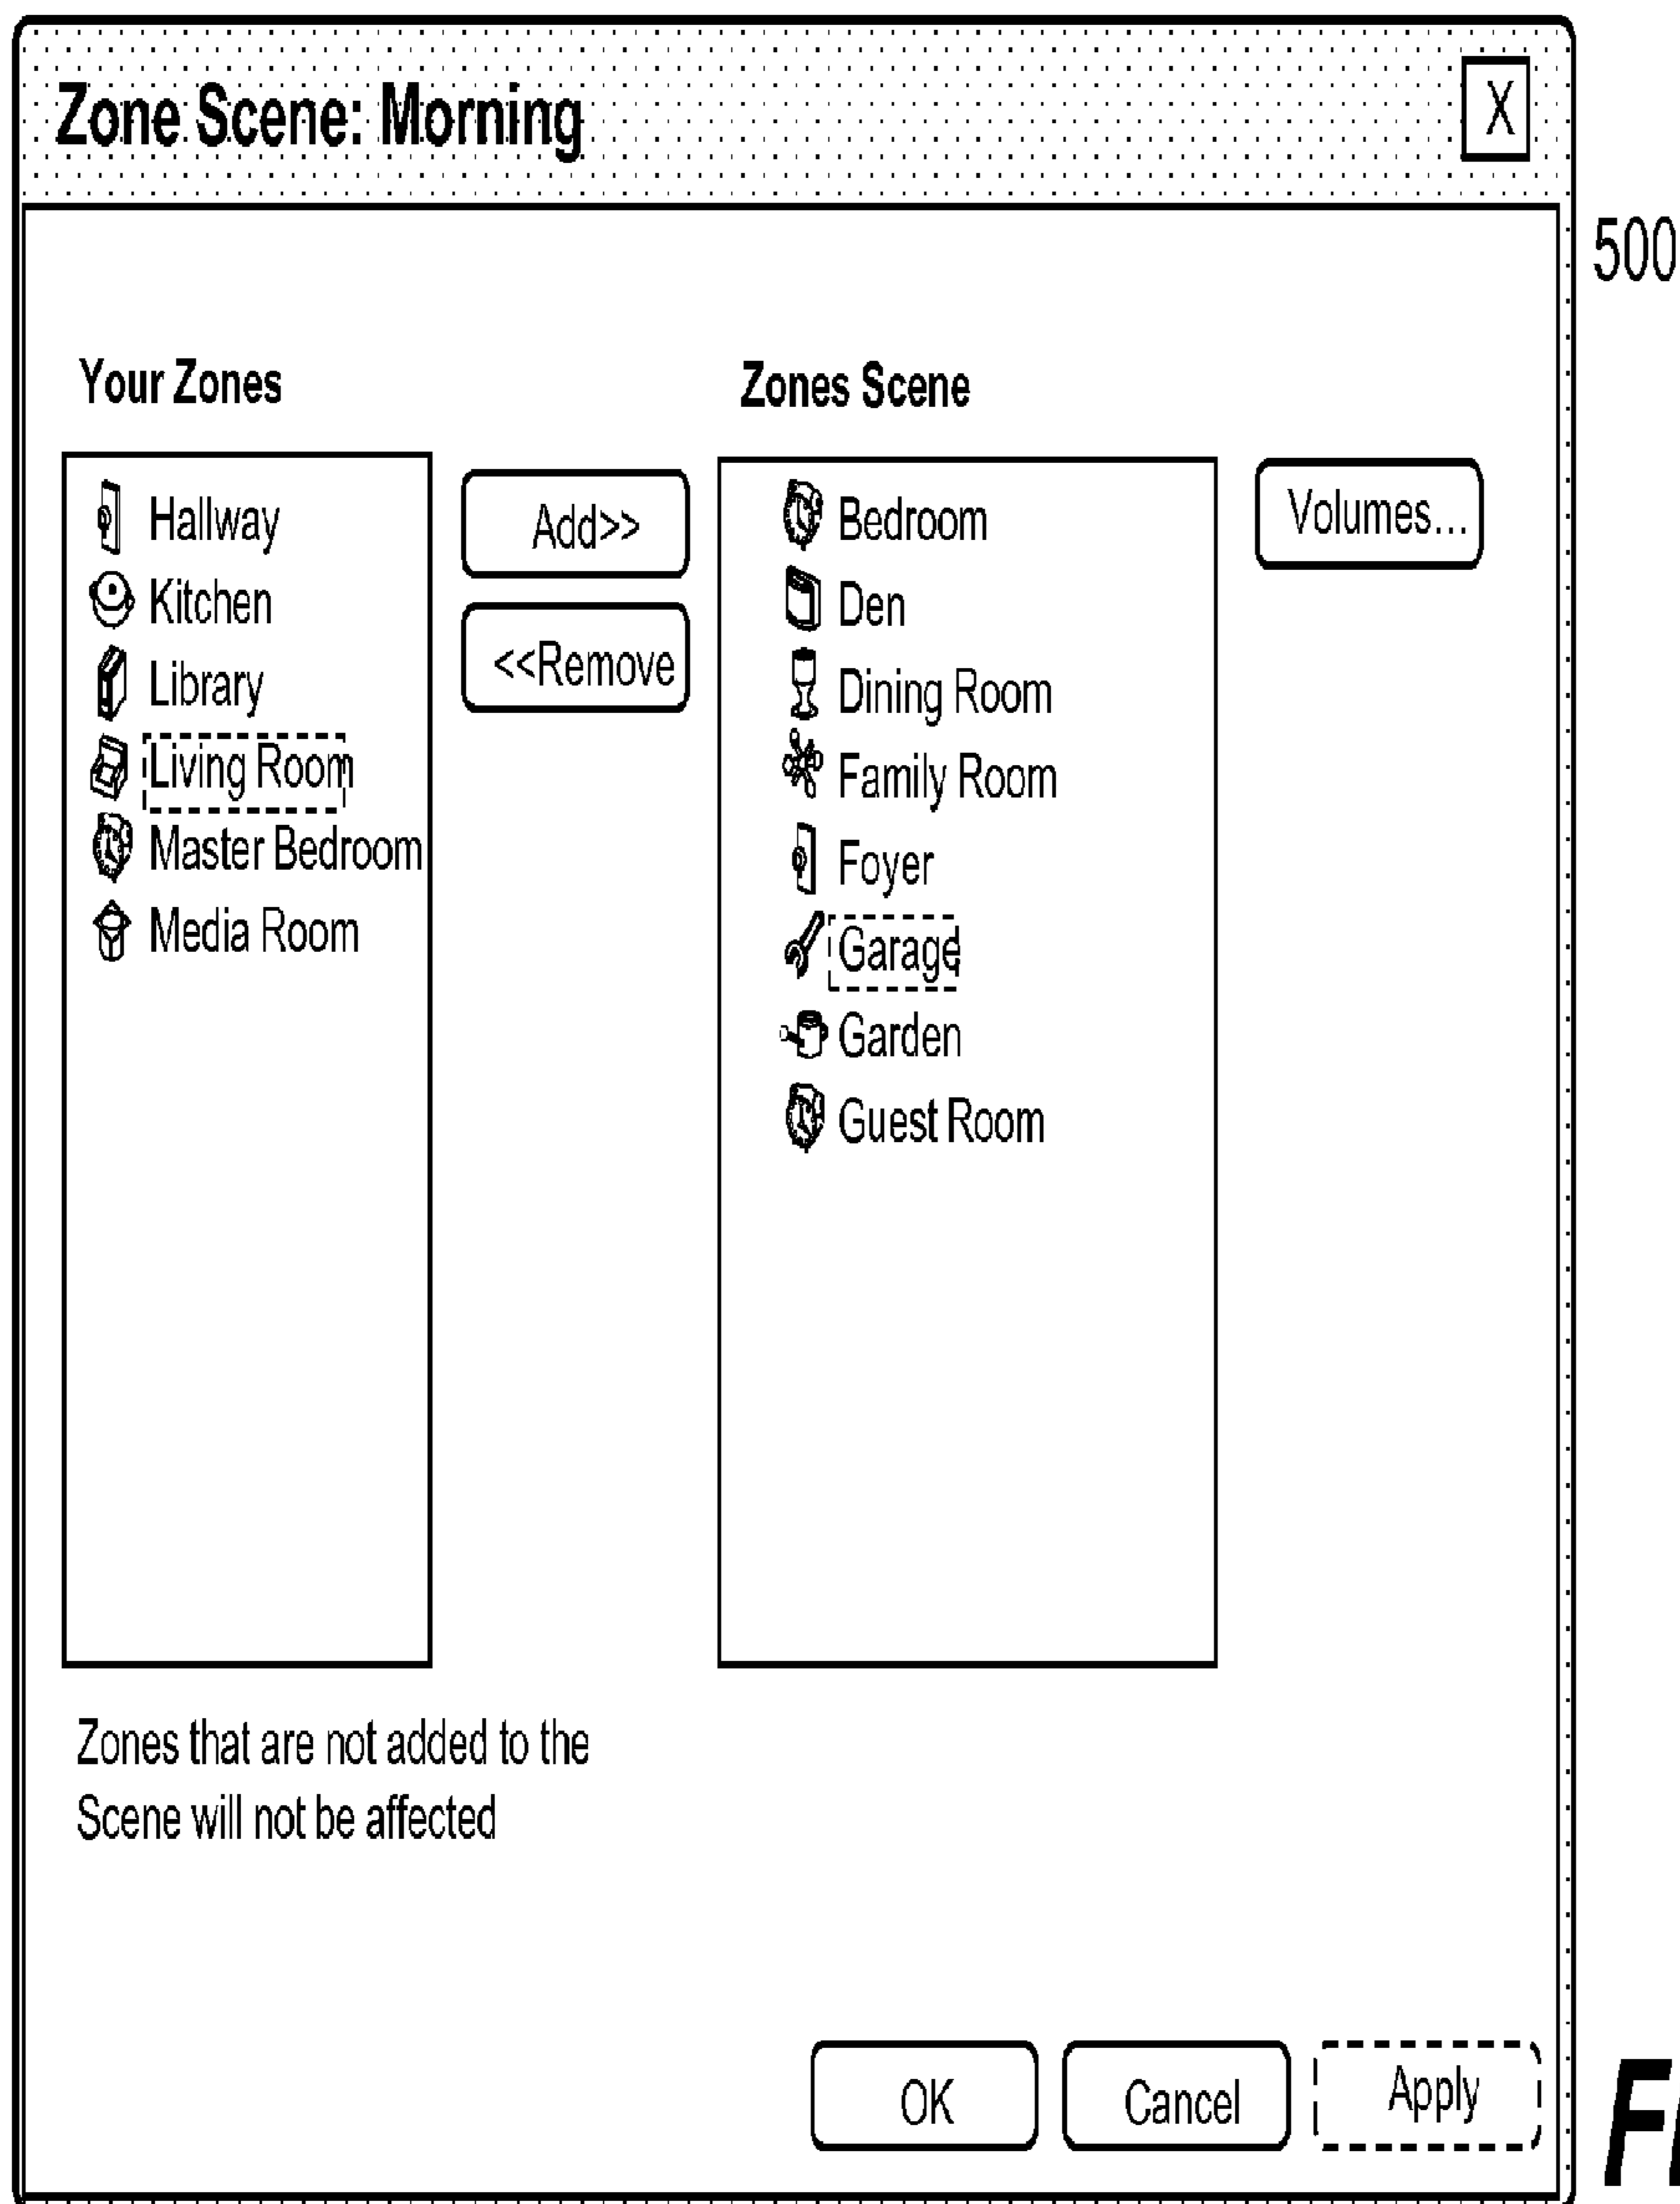 Zone Scene: Morning
X
500
Your Zones
Zones Scene
Hallway
Kitchen
Library
Living Room
Master Bedroom
Media Room
Add>>
<<Remove
Bedroom
Den
Dining Room
Family Room
Foyer
Garage
Garden
Guest Room
Volumes...
Zones that are not added to the
Scene will not be affected
OK
Cancel
Apply